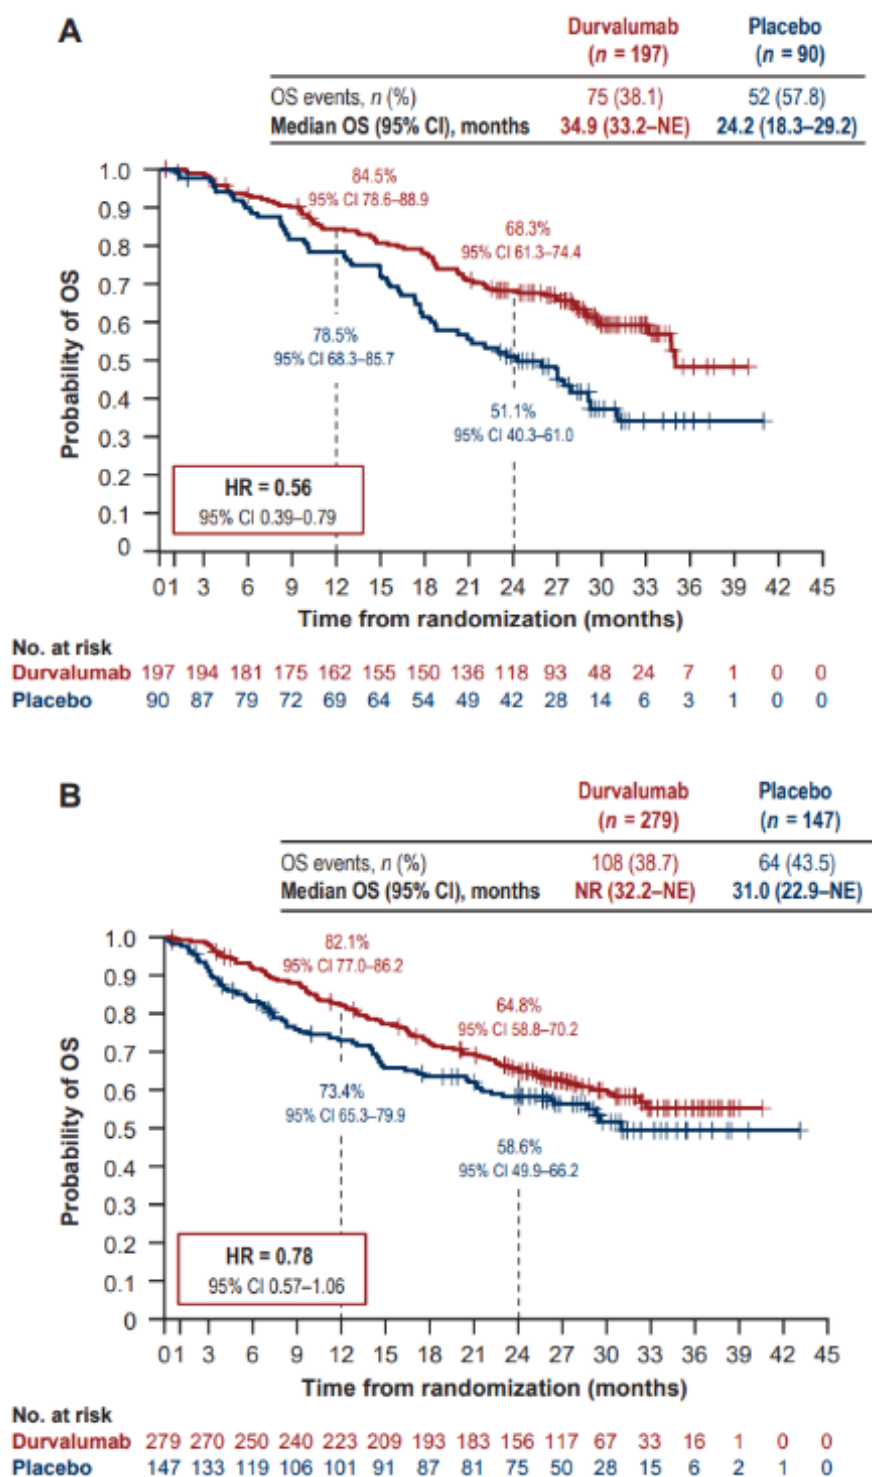 A
Durvalumab Placebo
(n = 197) (n = 90)
OS events, n (%) 75 (38.1) 52 (57.8)
Median OS (95% CI), months 34.9 (33.2–NE) 24.2 (18.3–29.2)
Probability of OS
1.0
0.9
0.8
0.7
0.6
0.5
0.4
0.3
0.2
0.1
0
84.5%
95% CI 78.6–88.9
68.3%
95% CI 61.3–74.4
78.5%
95% CI 68.3–85.7
51.1%
95% CI 40.3–61.0
HR = 0.56
95% CI 0.39–0.79
0 1 3 6 9 12 15 18 21 24 27 30 33 36 39 42 45
Time from randomization (months)
No. at risk
Durvalumab 197 194 181 175 162 155 150 136 118 93 48 24 7 1 0 0
Placebo 90 87 79 72 69 64 54 49 42 28 14 6 3 1 0 0
B
Durvalumab Placebo
(n = 279) (n = 147)
OS events, n (%) 108 (38.7) 64 (43.5)
Median OS (95% CI), months NR (32.2–NE) 31.0 (22.9–NE)
Probability of OS
1.0
0.9
0.8
0.7
0.6
0.5
0.4
0.3
0.2
0.1
0
82.1%
95% CI 77.0–86.2
64.8%
95% CI 58.8–70.2
73.4%
95% CI 65.3–79.9
58.6%
95% CI 49.9–66.2
HR = 0.78
95% CI 0.57–1.06
0 1 3 6 9 12 15 18 21 24 27 30 33 36 39 42 45
Time from randomization (months)
No. at risk
Durvalumab 279 270 250 240 223 209 193 183 156 117 67 33 16 1 0 0
Placebo 147 133 119 106 101 91 87 81 75 50 28 15 6 2 1 0